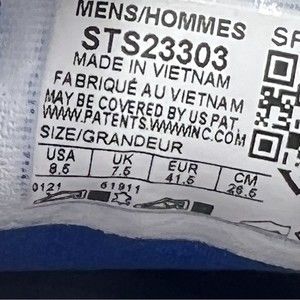 MENS/HOMMES SF
STS23303
MADE IN VIETNAM
FABRIQUÉ AU VIETNAM
MAY BE COVERED BY US PAT.
WWW.PATENTS.WWWINC.COM
SIZE/GRANDEUR
USA UK EUR CM
8.5 7.5 41.5 26.5
0121 61911